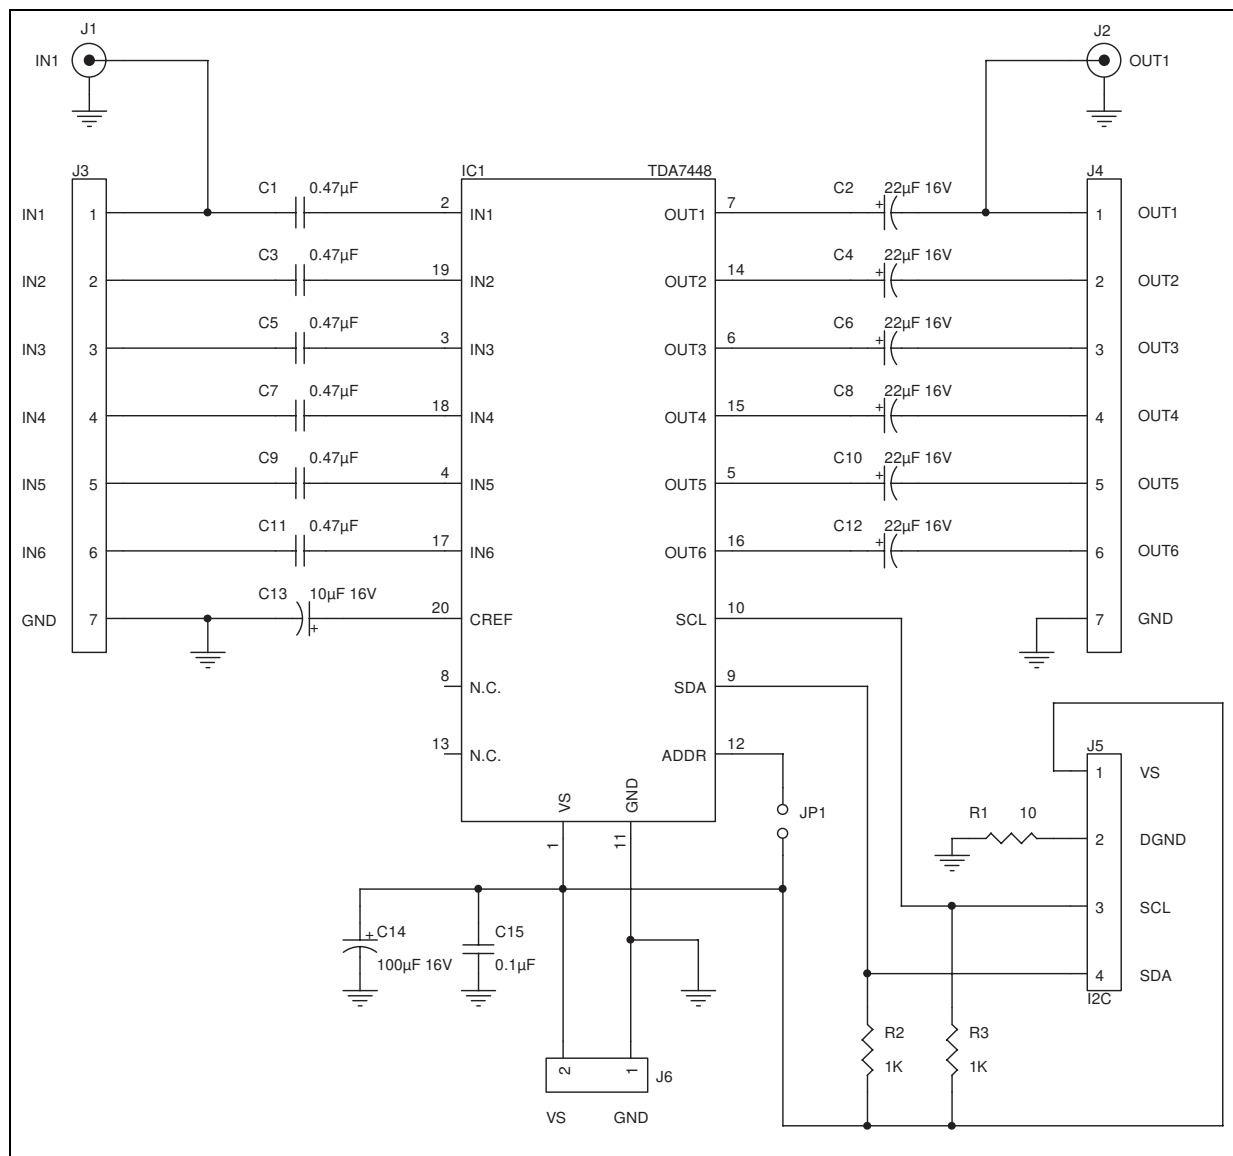 J1
J2
IN1
OUT1
J3
IC1
TDA7448
J4
C1
0.47µF
C2
22µF 16V
IN1
1
2
IN1
OUT1
7
+
1
OUT1
C3
0.47µF
C4
22µF 16V
IN2
2
19
IN2
OUT2
14
+
2
OUT2
C5
0.47µF
C6
22µF 16V
IN3
3
3
IN3
OUT3
6
+
3
OUT3
C7
0.47µF
C8
22µF 16V
IN4
4
18
IN4
OUT4
15
+
4
OUT4
C9
0.47µF
C10
22µF 16V
IN5
5
4
IN5
OUT5
5
+
5
OUT5
C11
0.47µF
C12
22µF 16V
IN6
6
17
IN6
OUT6
16
+
6
OUT6
C13
10µF 16V
GND
7
+
20
CREF
SCL
10
7
GND
8
N.C.
SDA
9
13
N.C.
ADDR
12
J5
1
VS
VS
GND
JP1
R1
10
2
DGND
1
11
3
SCL
+
C14
100µF 16V
C15
0.1µF
4
SDA
I2C
R2
1K
R3
1K
2
1
J6
VS
GND